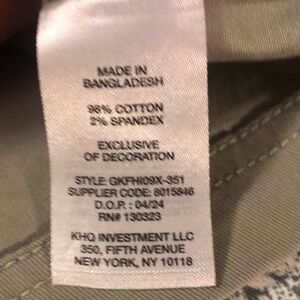 MADE IN
BANGLADESH
98% COTTON
2% SPANDEX
EXCLUSIVE
OF DECORATION
STYLE: GKFHI09X-351
SUPPLIER CODE: 8015846
D.O.P.: 04/24
RN# 130323
KHQ INVESTMENT LLC
350, FIFTH AVENUE
NEW YORK, NY 10118